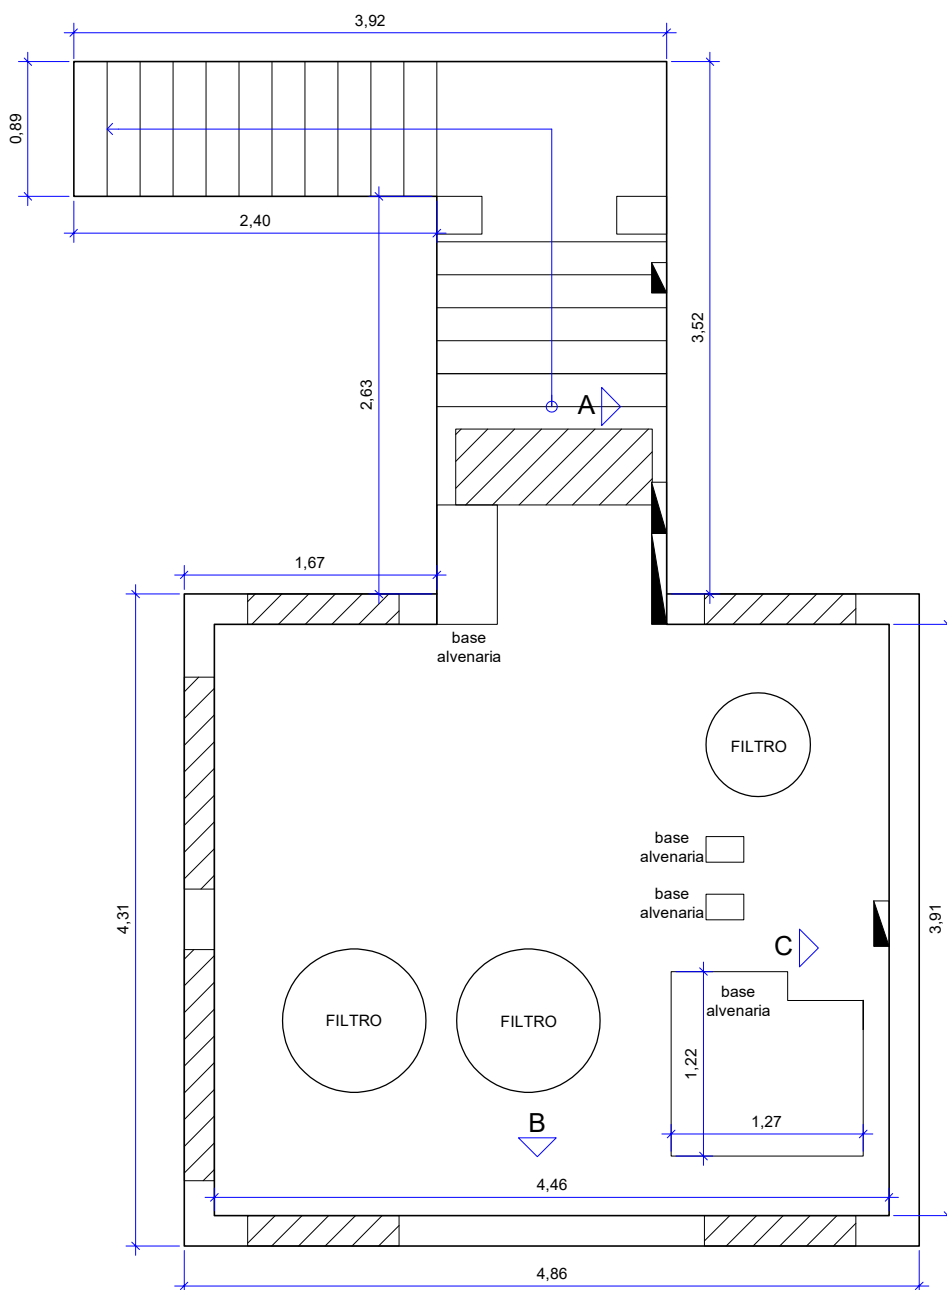 3,92
0,89
2,40
3,52
2,63
A
1,67
base
alvenaria
FILTRO
base
alvenaria
base
alvenaria
4,31
3,91
C
base
alvenaria
FILTRO
FILTRO
1,22
B
1,27
4,46
4,86